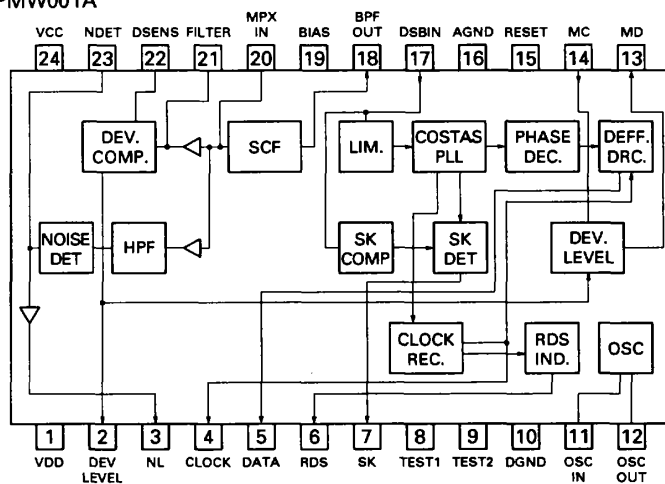 PMW001A
VCC NDET DSENS FILTER MPX IN BIAS BPF OUT DSBIN AGND RESET MC MD
24 23 22 21 20 19 18 17 16 15 14 13
DEV. COMP.
SCF
LIM.
COSTAS PLL
PHASE DEC.
DEFF. DRC.
NOISE DET
HPF
SK COMP
SK DET
DEV. LEVEL
CLOCK REC.
RDS IND.
OSC
1 2 3 4 5 6 7 8 9 10 11 12
VDD DEV LEVEL NL CLOCK DATA RDS SK TEST1 TEST2 DGND OSC IN OSC OUT